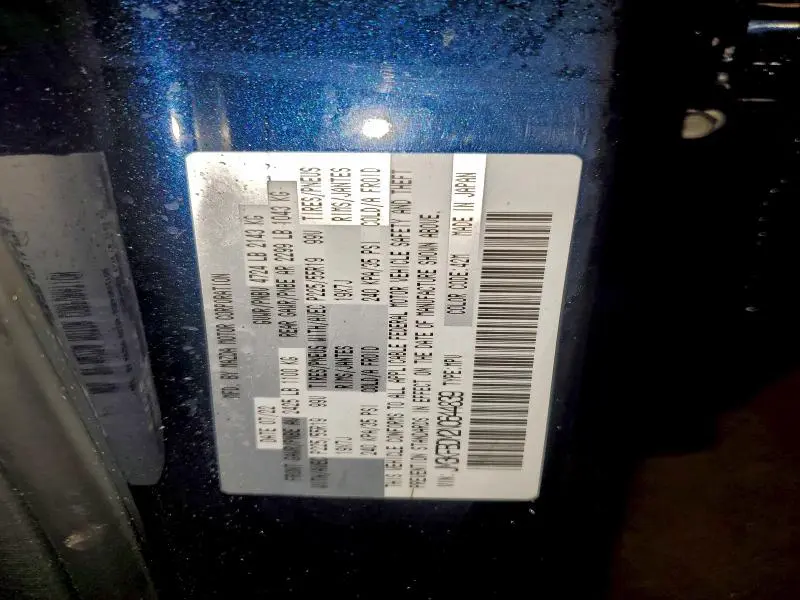 MFD. BY MAZDA MOTOR CORPORATION
DATE 07/22 GVWR/PNBV 4724 LB 2143 KG
FRONT GAWR/PNBE AV 2425 LB 1100 KG REAR GAWR/PNBE AR 2299 LB 1043 KG
WITH/AVEC P225/55R19 99V TIRES/PNEUS WITH/AVEC P225/55R19 99V TIRES/PNEUS
19X7J RIMS/JANTES 19X7J RIMS/JANTES
240 KPA/35 PSI COLD/A FROID 240 KPA/35 PSI COLD/A FROID
THIS VEHICLE CONFORMS TO ALL APPLICABLE FEDERAL MOTOR VEHICLE SAFETY AND THEFT
PREVENTION STANDARDS IN EFFECT ON THE DATE OF MANUFACTURE SHOWN ABOVE.
COLOR CODE:42M MADE IN JAPAN
VIN: TYPE:MPV